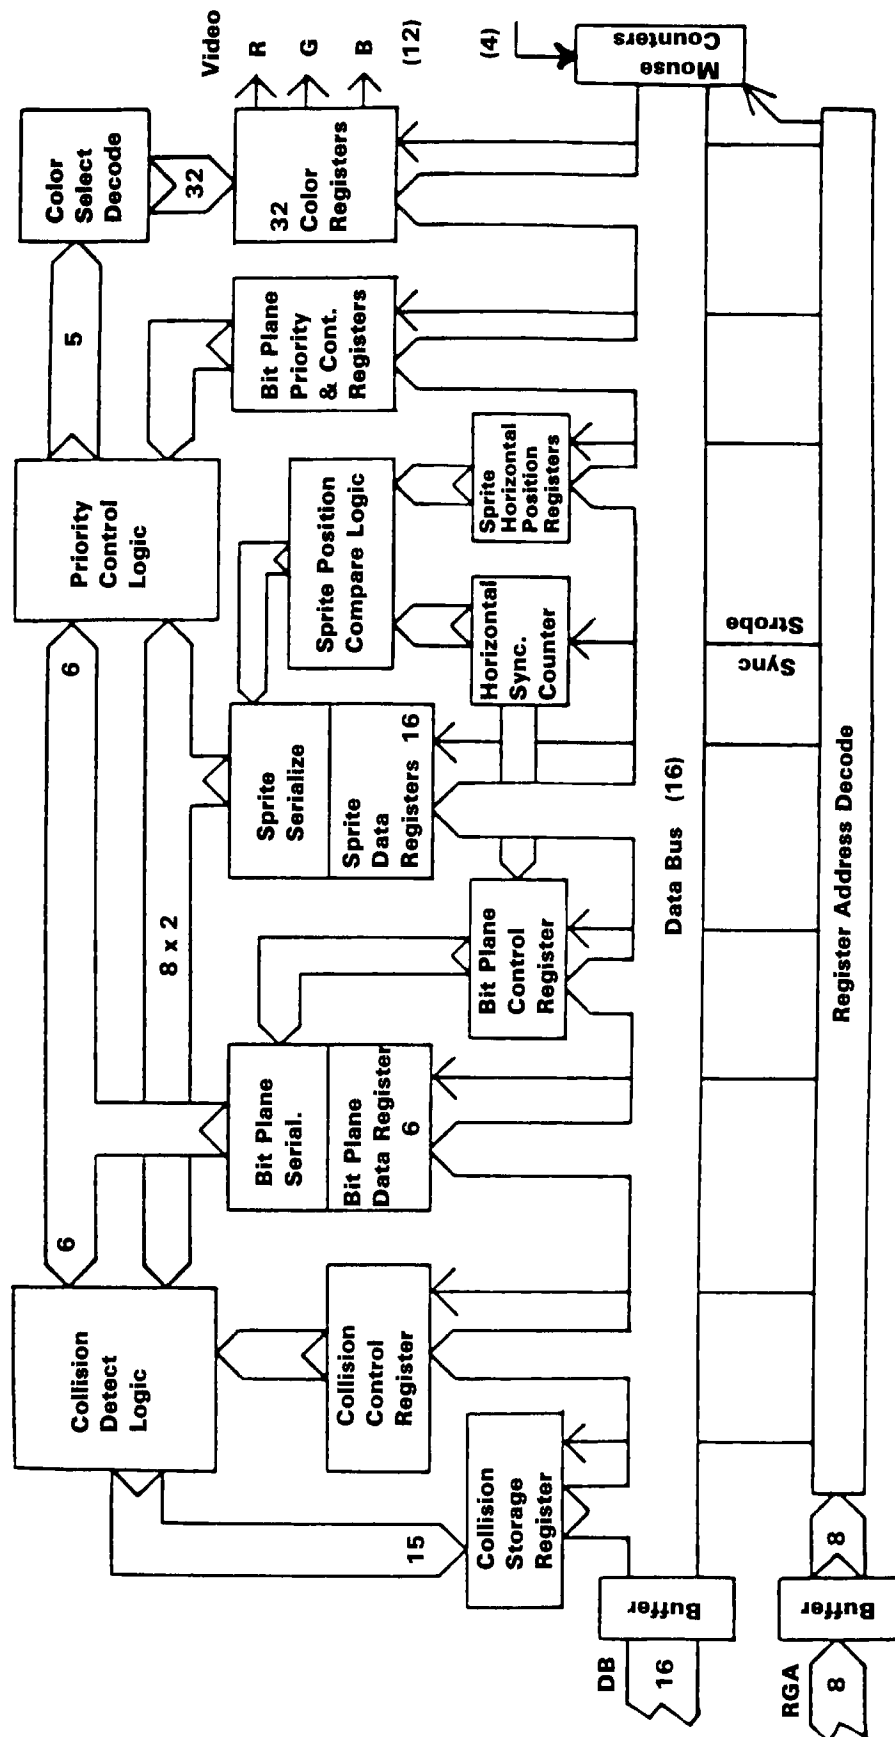 Collision
Detect
Logic
6
6
8 x 2
Priority
Control
Logic
5
Color
Select
Decode
32
Video
R
G
B
(12)
32
Color
Registers
Bit Plane
Priority
& Cont.
Registers
Sprite Position
Compare Logic
Sprite
Serialize
Sprite
Data
Registers 16
Bit Plane
Serial.
Bit Plane
Data Register
6
Collision
Control
Register
15
Collision
Storage
Register
Bit Plane
Control
Register
Horizontal
Sync.
Counter
Sprite
Horizontal
Position
Registers
(4)
Mouse
Counters
DB
16
Buffer
Data Bus (16)
Sync
Strobe
RGA
8
Buffer
8
Register Address Decode